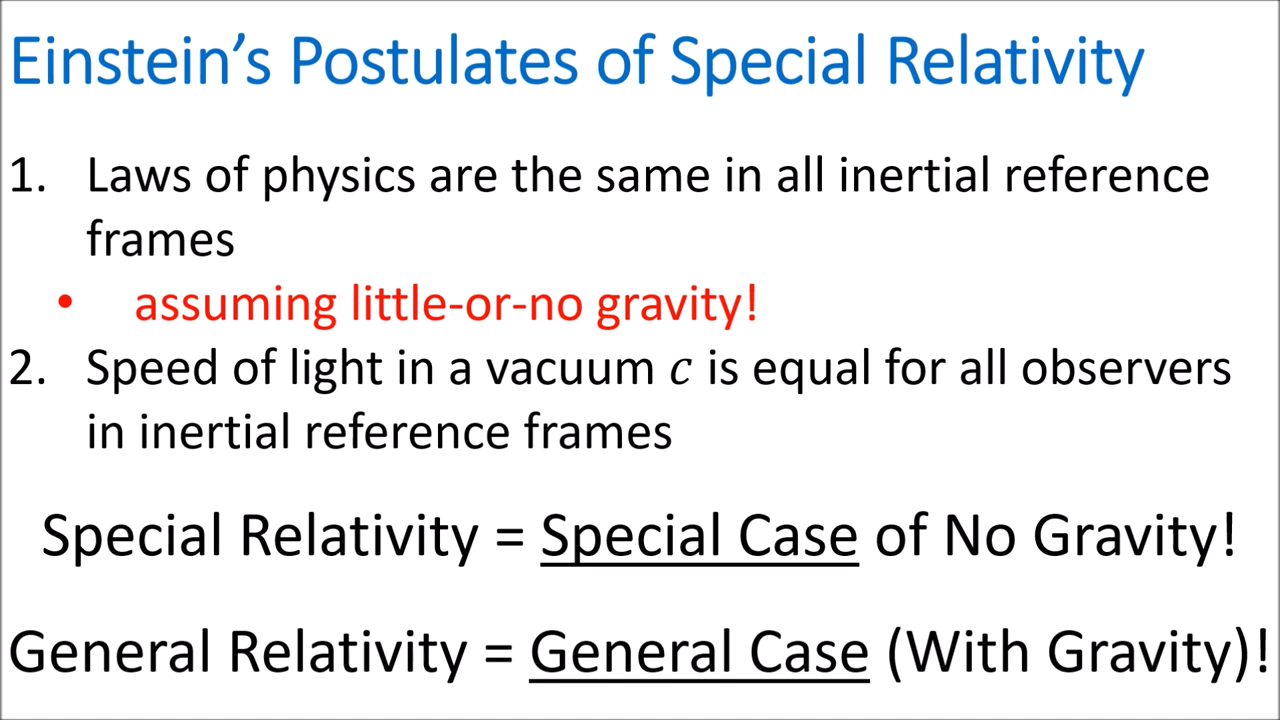 Einstein’s Postulates of Special Relativity
1. Laws of physics are the same in all inertial reference
frames
• assuming little-or-no gravity!
2. Speed of light in a vacuum 𝑐 is equal for all observers
in inertial reference frames
Special Relativity = Special Case of No Gravity!
General Relativity = General Case (With Gravity)!